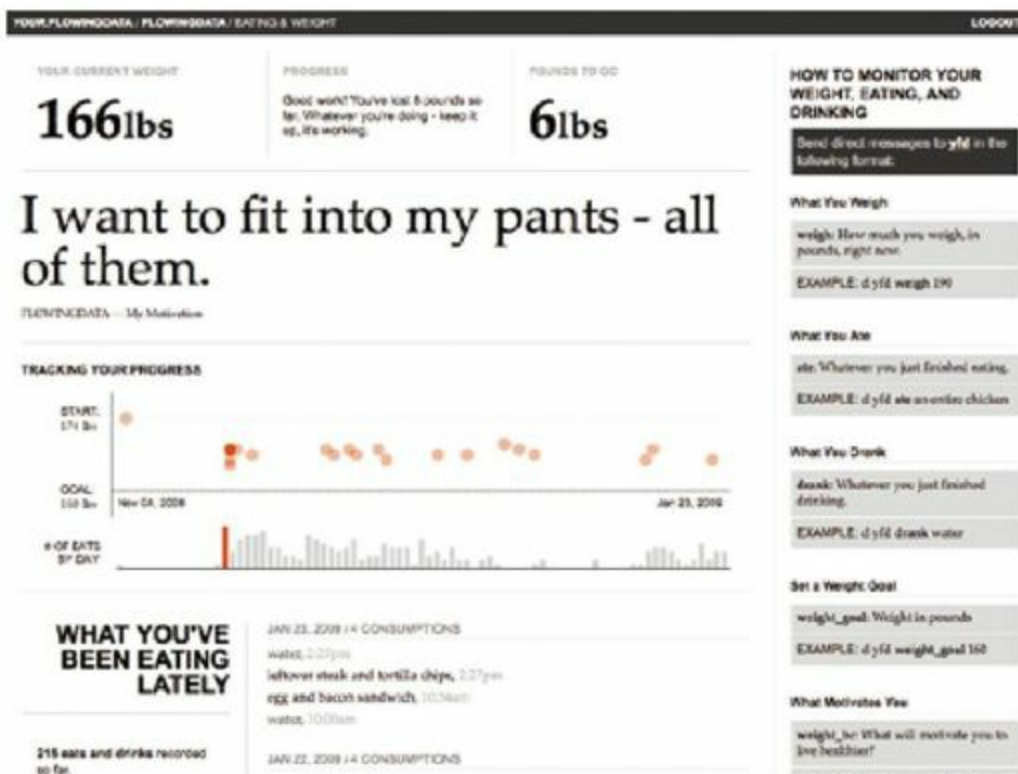 YOUR.FLOWINGDATA / FLOWINGDATA / EATING & WEIGHT
LOGOUT
YOUR CURRENT WEIGHT
166lbs
PROGRESS
Good work! You've lost 8 pounds so
far. Whatever you're doing - keep it
up, it's working.
POUNDS TO GO
6lbs
I want to fit into my pants - all
of them.
FLOWINGDATA — My Motivation
TRACKING YOUR PROGRESS
START:
174 lbs
GOAL:
160 lbs
Nov 08, 2008
Jan 23, 2009
# OF EATS
BY DAY
WHAT YOU'VE
BEEN EATING
LATELY
215 eats and drinks recorded
so far.
JAN 23, 2009 / 4 CONSUMPTIONS
water, 2:27pm
leftover steak and tortilla chips, 2:27pm
egg and bacon sandwich,
water, 10:00am
JAN 22, 2009 / 4 CONSUMPTIONS
HOW TO MONITOR YOUR
WEIGHT, EATING, AND
DRINKING
Send direct messages to yfd in the
following format:
What You Weigh
weigh: How much you weigh, in
pounds, right now.
EXAMPLE: d yfd weigh 190
What You Ate
ate: Whatever you just finished eating.
EXAMPLE: d yfd ate an entire chicken
What You Drank
drank: Whatever you just finished
drinking.
EXAMPLE: d yfd drank water
Set a Weight Goal
weight_goal: Weight in pounds
EXAMPLE: d yfd weight_goal 160
What Motivates You
weight_by: What will motivate you to
live healthier?